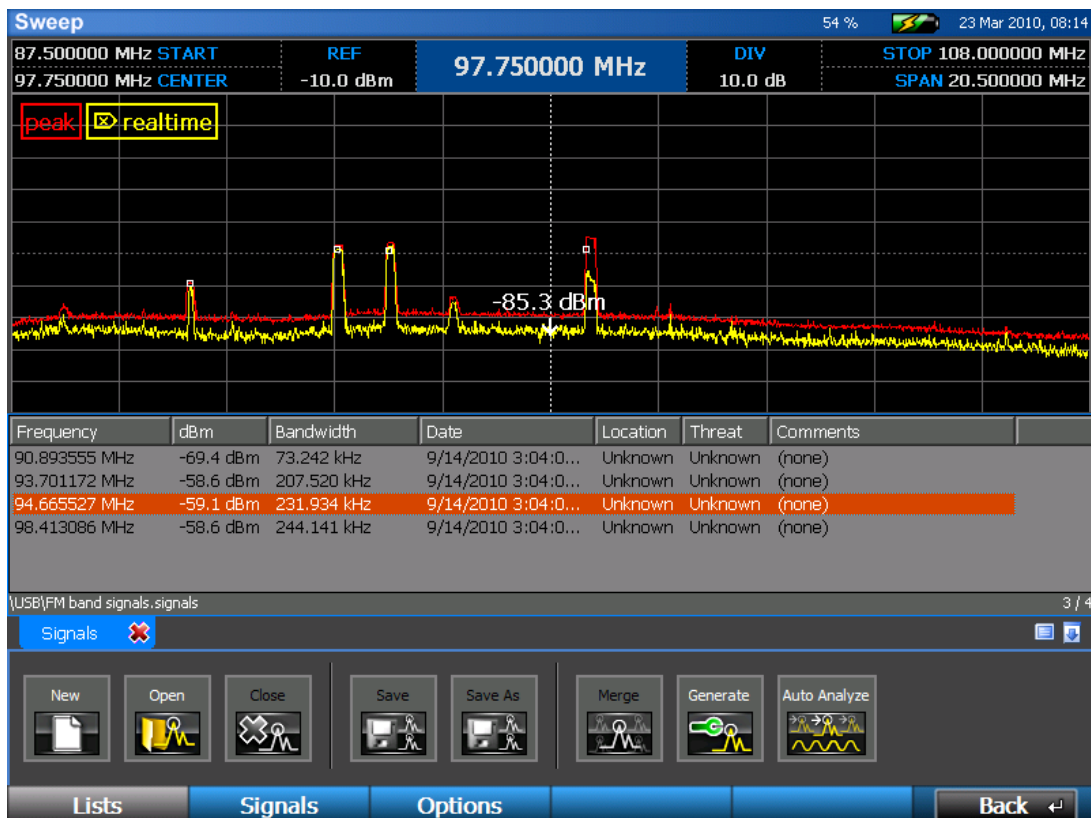 Sweep 54 % 23 Mar 2010, 08:14
87.500000 MHz START REF 97.750000 MHz DIV STOP 108.000000 MHz
97.750000 MHz CENTER -10.0 dBm 10.0 dB SPAN 20.500000 MHz
peak realtime
-85.3 dBm
Frequency dBm Bandwidth Date Location Threat Comments
90.893555 MHz -69.4 dBm 73.242 kHz 9/14/2010 3:04:0... Unknown Unknown (none)
93.701172 MHz -58.6 dBm 207.520 kHz 9/14/2010 3:04:0... Unknown Unknown (none)
94.665527 MHz -59.1 dBm 231.934 kHz 9/14/2010 3:04:0... Unknown Unknown (none)
98.413086 MHz -58.6 dBm 244.141 kHz 9/14/2010 3:04:0... Unknown Unknown (none)
\USB\FM band signals.signals 3 / 4
Signals
New Open Close Save Save As Merge Generate Auto Analyze
Lists Signals Options Back